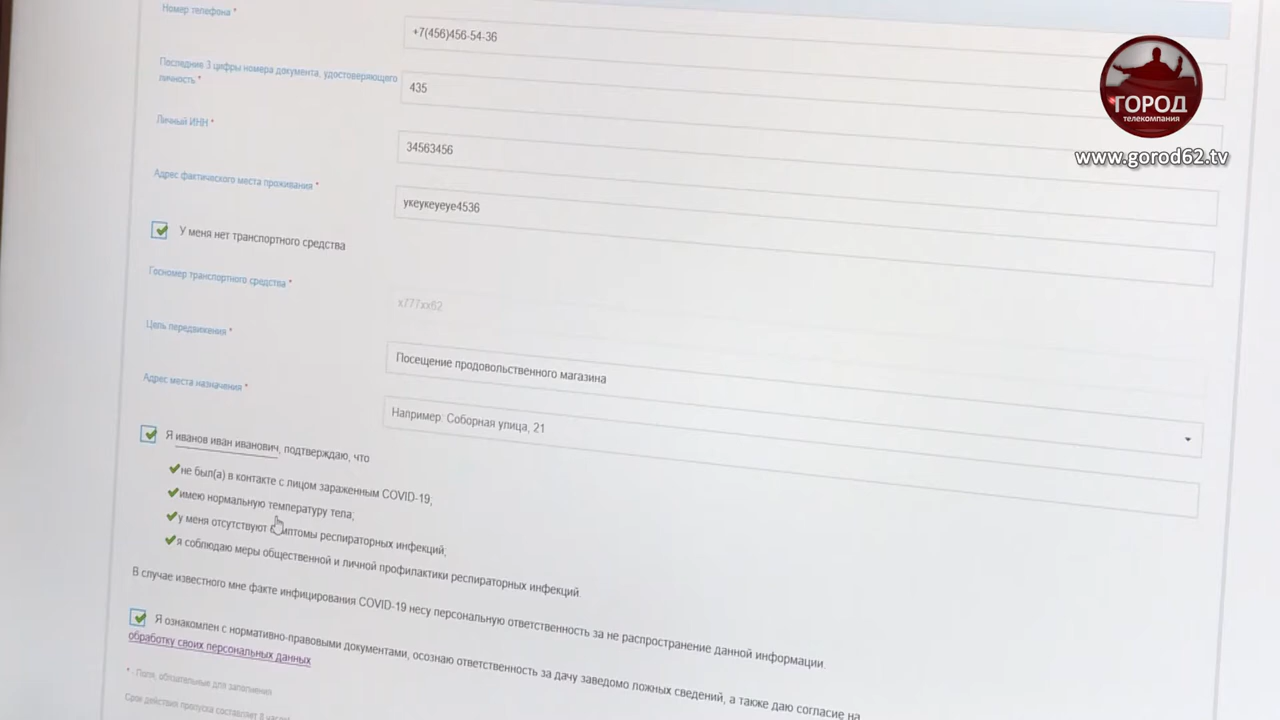 Номер телефона *
+7(456)456-54-36
Последние 3 цифры номера документа, удостоверяющего
личность *
435
Личный ИНН *
34563456
Адрес фактического места проживания *
укеукеуеуе4536
У меня нет транспортного средства
Госномер транспортного средства *
х777хх62
Цель передвижения *
Посещение продовольственного магазина
Адрес места назначения *
Например: Соборная улица, 21
Я иванов иван иванович, подтверждаю, что
не был(а) в контакте с лицом зараженным COVID-19;
имею нормальную температуру тела;
у меня отсутствуют симптомы респираторных инфекций;
я соблюдаю меры общественной и личной профилактики респираторных инфекций.
В случае известного мне факте инфицирования COVID-19 несу персональную ответственность за не распространение данной информации.
Я ознакомлен с нормативно-правовыми документами, осознаю ответственность за дачу заведомо ложных сведений, а также даю согласие на
обработку своих персональных данных
* - Поля, обязательные для заполнения
Срок действия пропуска составляет 8
ГОРОД
телекомпания
www.gorod62.tv